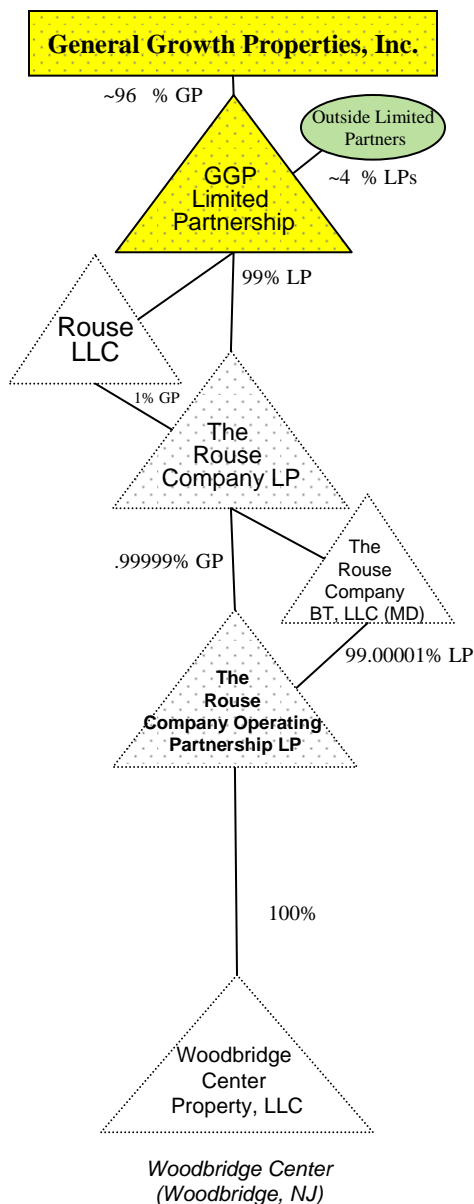 General Growth Properties, Inc.
~96 % GP
Outside Limited
Partners
~4 % LPs
GGP
Limited
Partnership
99% LP
Rouse
LLC
1% GP
The
Rouse
Company LP
.99999% GP
The
Rouse
Company
BT, LLC (MD)
99.00001% LP
The
Rouse
Company Operating
Partnership LP
100%
Woodbridge
Center
Property, LLC
Woodbridge Center
(Woodbridge, NJ)